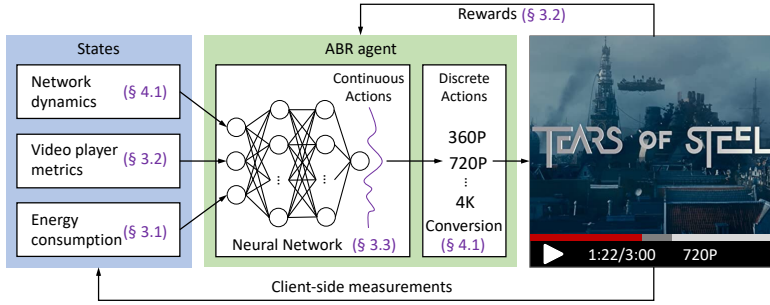 Rewards (§ 3.2)
States
ABR agent
Network
dynamics
(§ 4.1)
Video player
metrics
(§ 3.2)
Energy
consumption
(§ 3.1)
Continuous
Actions
Neural Network (§ 3.3)
Discrete
Actions
360P
720P
⋮
4K
Conversion
(§ 4.1)
TEARS OF STEEL
1:22/3:00 720P
Client-side measurements